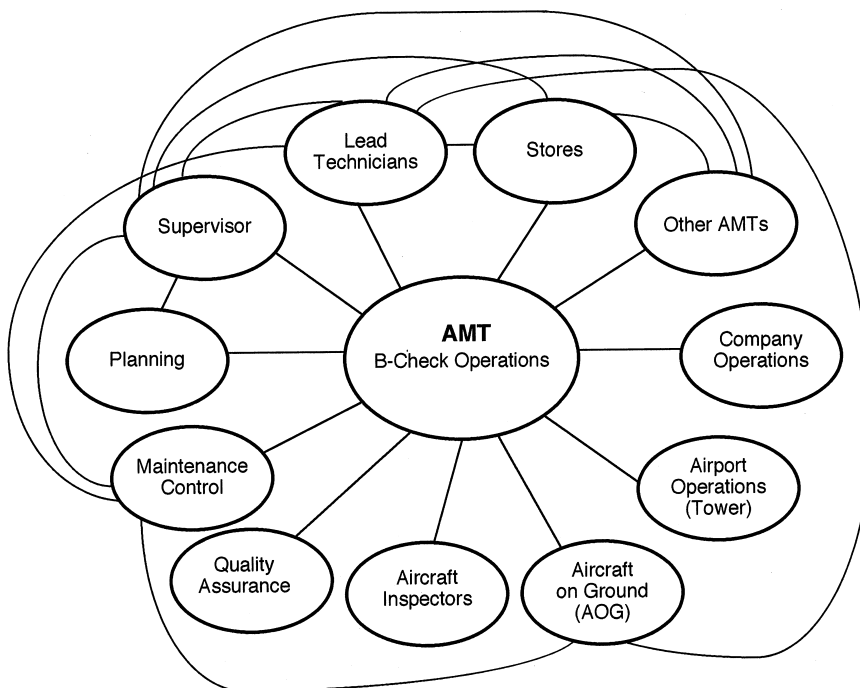 Lead
Technicians
Stores
Supervisor
Other AMTs
AMT
B-Check Operations
Planning
Company
Operations
Maintenance
Control
Airport
Operations
(Tower)
Quality
Assurance
Aircraft
Inspectors
Aircraft
on Ground
(AOG)